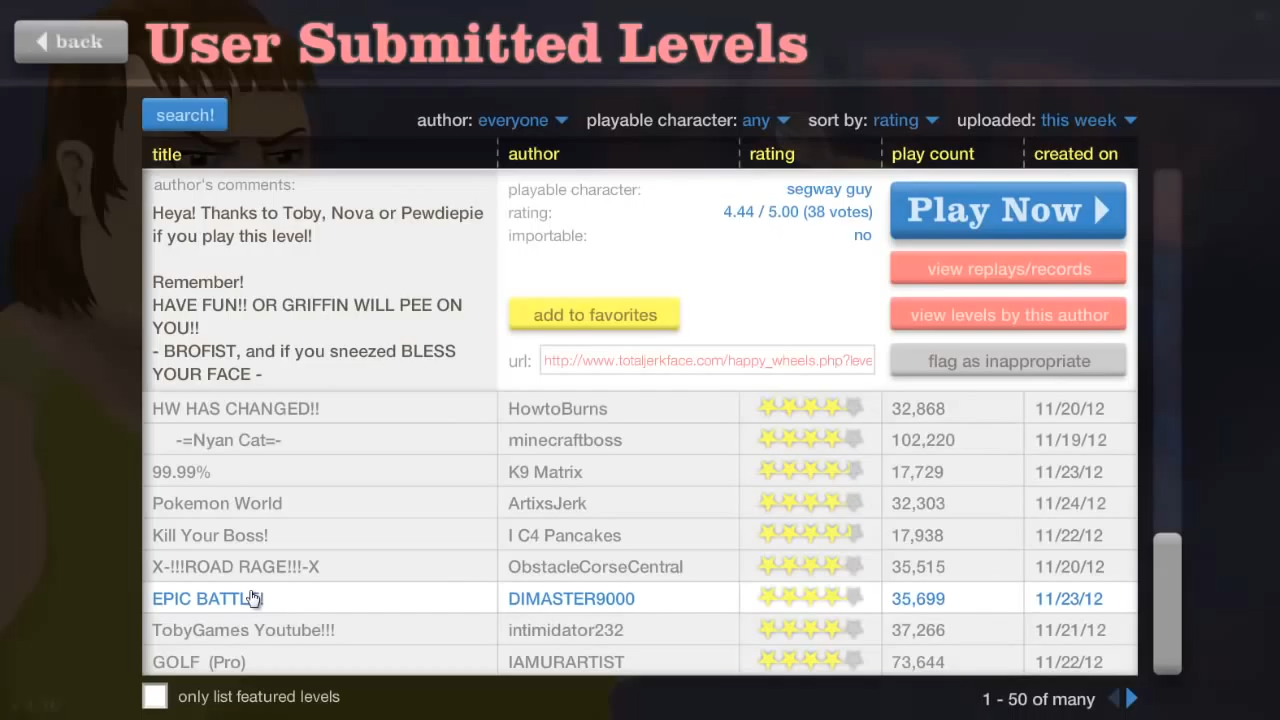 back
User Submitted Levels
search!
author: everyone playable character: any sort by: rating uploaded: this week
title author rating play count created on
author's comments:
Heya! Thanks to Toby, Nova or Pewdiepie
if you play this level!
Remember!
HAVE FUN!! OR GRIFFIN WILL PEE ON
YOU!!
- BROFIST, and if you sneezed BLESS
YOUR FACE -
playable character: segway guy
rating: 4.44 / 5.00 (38 votes)
importable: no
add to favorites
url: http://www.totaljerkface.com/happy_wheels.php?leve
Play Now
view replays/records
view levels by this author
flag as inappropriate
HW HAS CHANGED!! HowtoBurns 32,868 11/20/12
-=Nyan Cat=- minecraftboss 102,220 11/19/12
99.99% K9 Matrix 17,729 11/23/12
Pokemon World ArtixsJerk 32,303 11/24/12
Kill Your Boss! I C4 Pancakes 17,938 11/22/12
X-!!!ROAD RAGE!!!-X ObstacleCorseCentral 35,515 11/20/12
EPIC BATTLE! DIMASTER9000 35,699 11/23/12
TobyGames Youtube!!! intimidator232 37,266 11/21/12
GOLF (Pro) IAMURARTIST 73,644 11/22/12
only list featured levels
1 - 50 of many